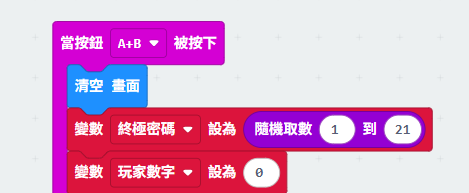 當按鈕 A+B 被按下
清空 畫面
變數 終極密碼 設為 隨機取數 1 到 21
變數 玩家數字 設為 0